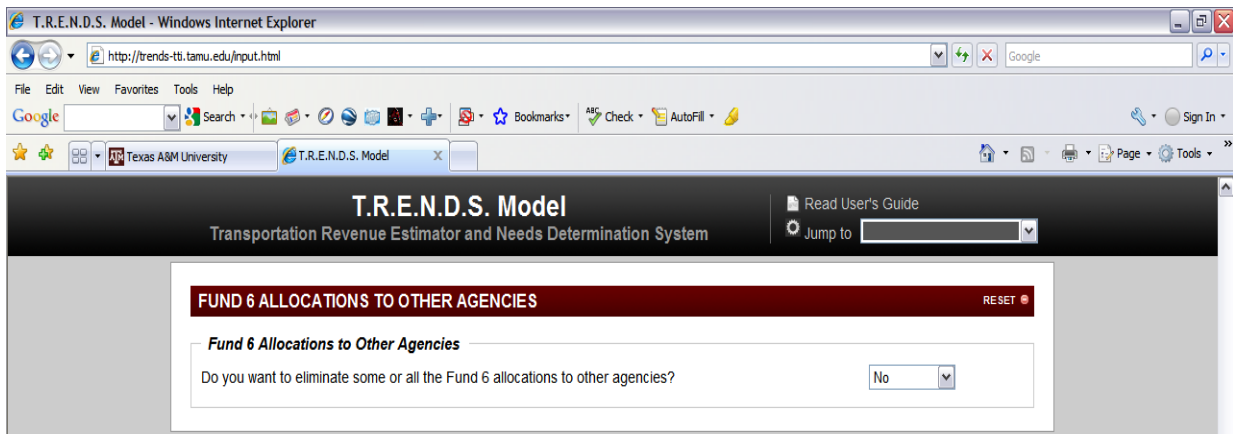 T.R.E.N.D.S. Model - Windows Internet Explorer
http://trends-tti.tamu.edu/input.html
Google
File Edit View Favorites Tools Help
Google Search Bookmarks ABC Check AutoFill Sign In
Texas A&M University T.R.E.N.D.S. Model X Page Tools »
T.R.E.N.D.S. Model
Transportation Revenue Estimator and Needs Determination System
Read User's Guide
Jump to
FUND 6 ALLOCATIONS TO OTHER AGENCIES RESET
Fund 6 Allocations to Other Agencies
Do you want to eliminate some or all the Fund 6 allocations to other agencies? No